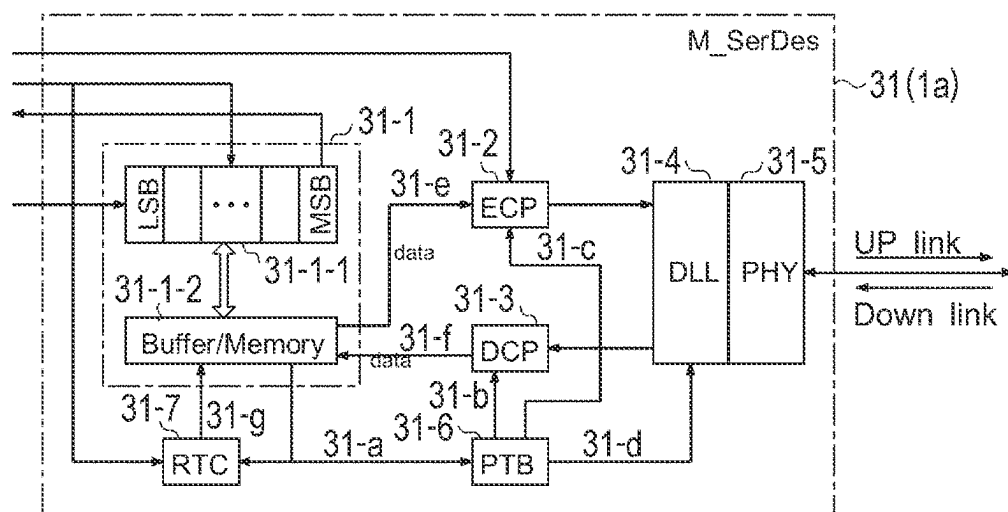 M_SerDes
31(1a)
31-1
31-2
31-4
31-5
31-e
LSB
...
MSB
ECP
data
31-c
UP link
31-1-1
DLL
PHY
31-1-2
31-3
Down link
Buffer/Memory
31-f
data
DCP
31-b
31-7
31-g
31-6
31-a
31-d
RTC
PTB